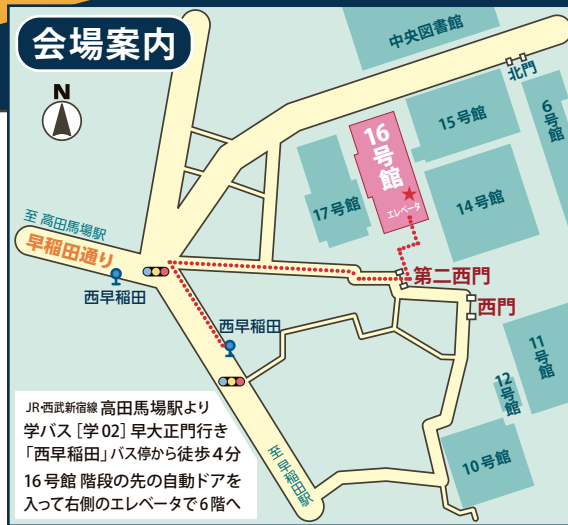 会場案内
N
中央図書館
北門
6号館
15号館
16号館
エレベータ
17号館
14号館
至 高田馬場駅
早稲田通り
西早稲田
第二西門
西門
西早稲田
11号館
12号館
10号館
至 早稲田駅
JR・西武新宿線 高田馬場駅より
学バス [学02] 早大正門行き
「西早稲田」バス停から徒歩4分
16号館 階段の先の自動ドアを
入って右側のエレベータで6階へ